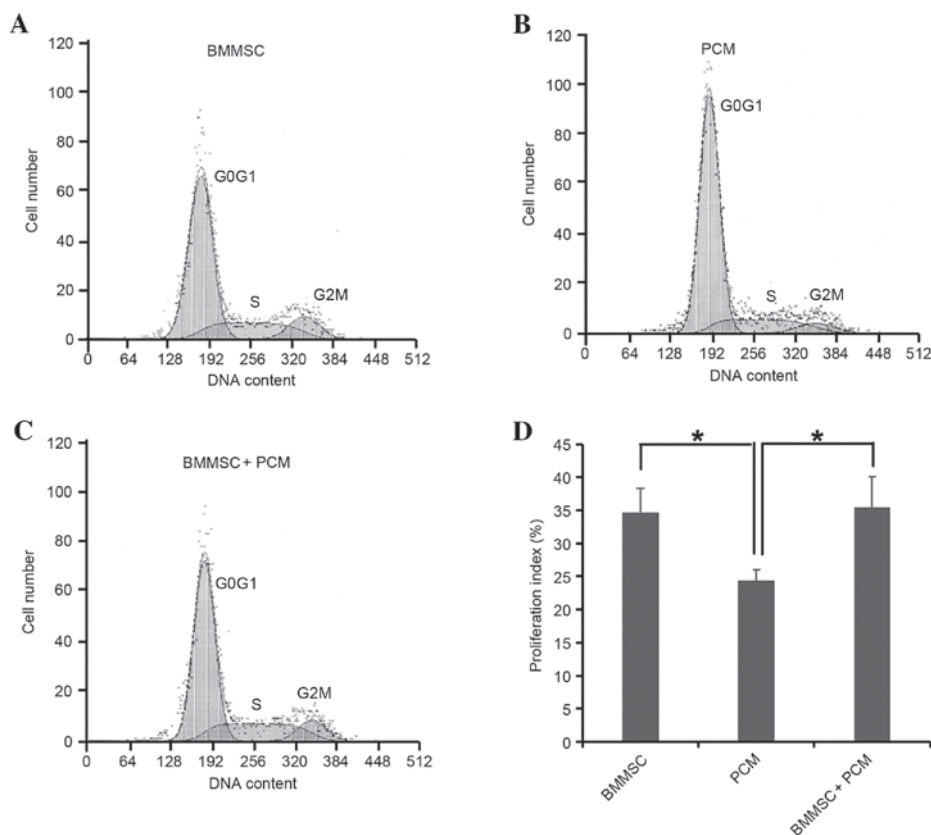 A
BMMSC
120
100
80
60
40
20
0
Cell number
G0G1
S
G2M
0 64 128 192 256 320 384 448 512
DNA content
B
PCM
120
100
80
60
40
20
0
Cell number
G0G1
S
G2M
0 64 128 192 256 320 384 448 512
DNA content
C
BMMSC + PCM
120
100
80
60
40
20
0
Cell number
G0G1
S
G2M
0 64 128 192 256 320 384 448 512
DNA content
D
45
40
35
30
25
20
15
10
5
0
Proliferation index (%)
* *
BMMSC
PCM
BMMSC + PCM